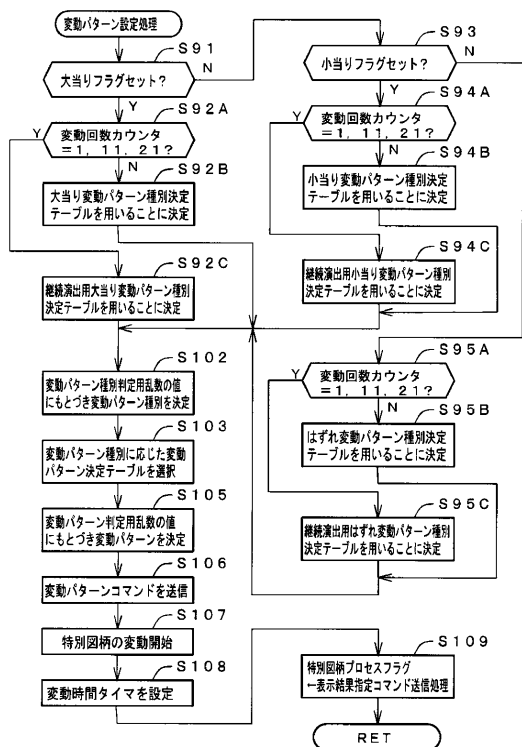 変動パターン設定処理
S91
大当りフラグセット？
N
Y
S92A
変動回数カウンタ
=1，11，21？
Y
N
S92B
大当り変動パターン種別決定
テーブルを用いることに決定
S92C
継続演出用大当り変動パターン種別
決定テーブルを用いることに決定
S93
小当りフラグセット？
N
Y
S94A
変動回数カウンタ
=1，11，21？
Y
N
S94B
小当り変動パターン種別決定
テーブルを用いることに決定
S94C
継続演出用小当り変動パターン種別
決定テーブルを用いることに決定
S95A
変動回数カウンタ
=1，11，21？
Y
N
S95B
はずれ変動パターン種別決定
テーブルを用いることに決定
S95C
継続演出用はずれ変動パターン種別
決定テーブルを用いることに決定
S102
変動パターン種別判定用乱数の値
にもとづき変動パターン種別を決定
S103
変動パターン種別に応じた変動
パターン決定テーブルを選択
S105
変動パターン判定用乱数の値
にもとづき変動パターンを決定
S106
変動パターンコマンドを送信
S107
特別図柄の変動開始
S108
変動時間タイマを設定
S109
特別図柄プロセスフラグ
←表示結果指定コマンド送信処理
RET